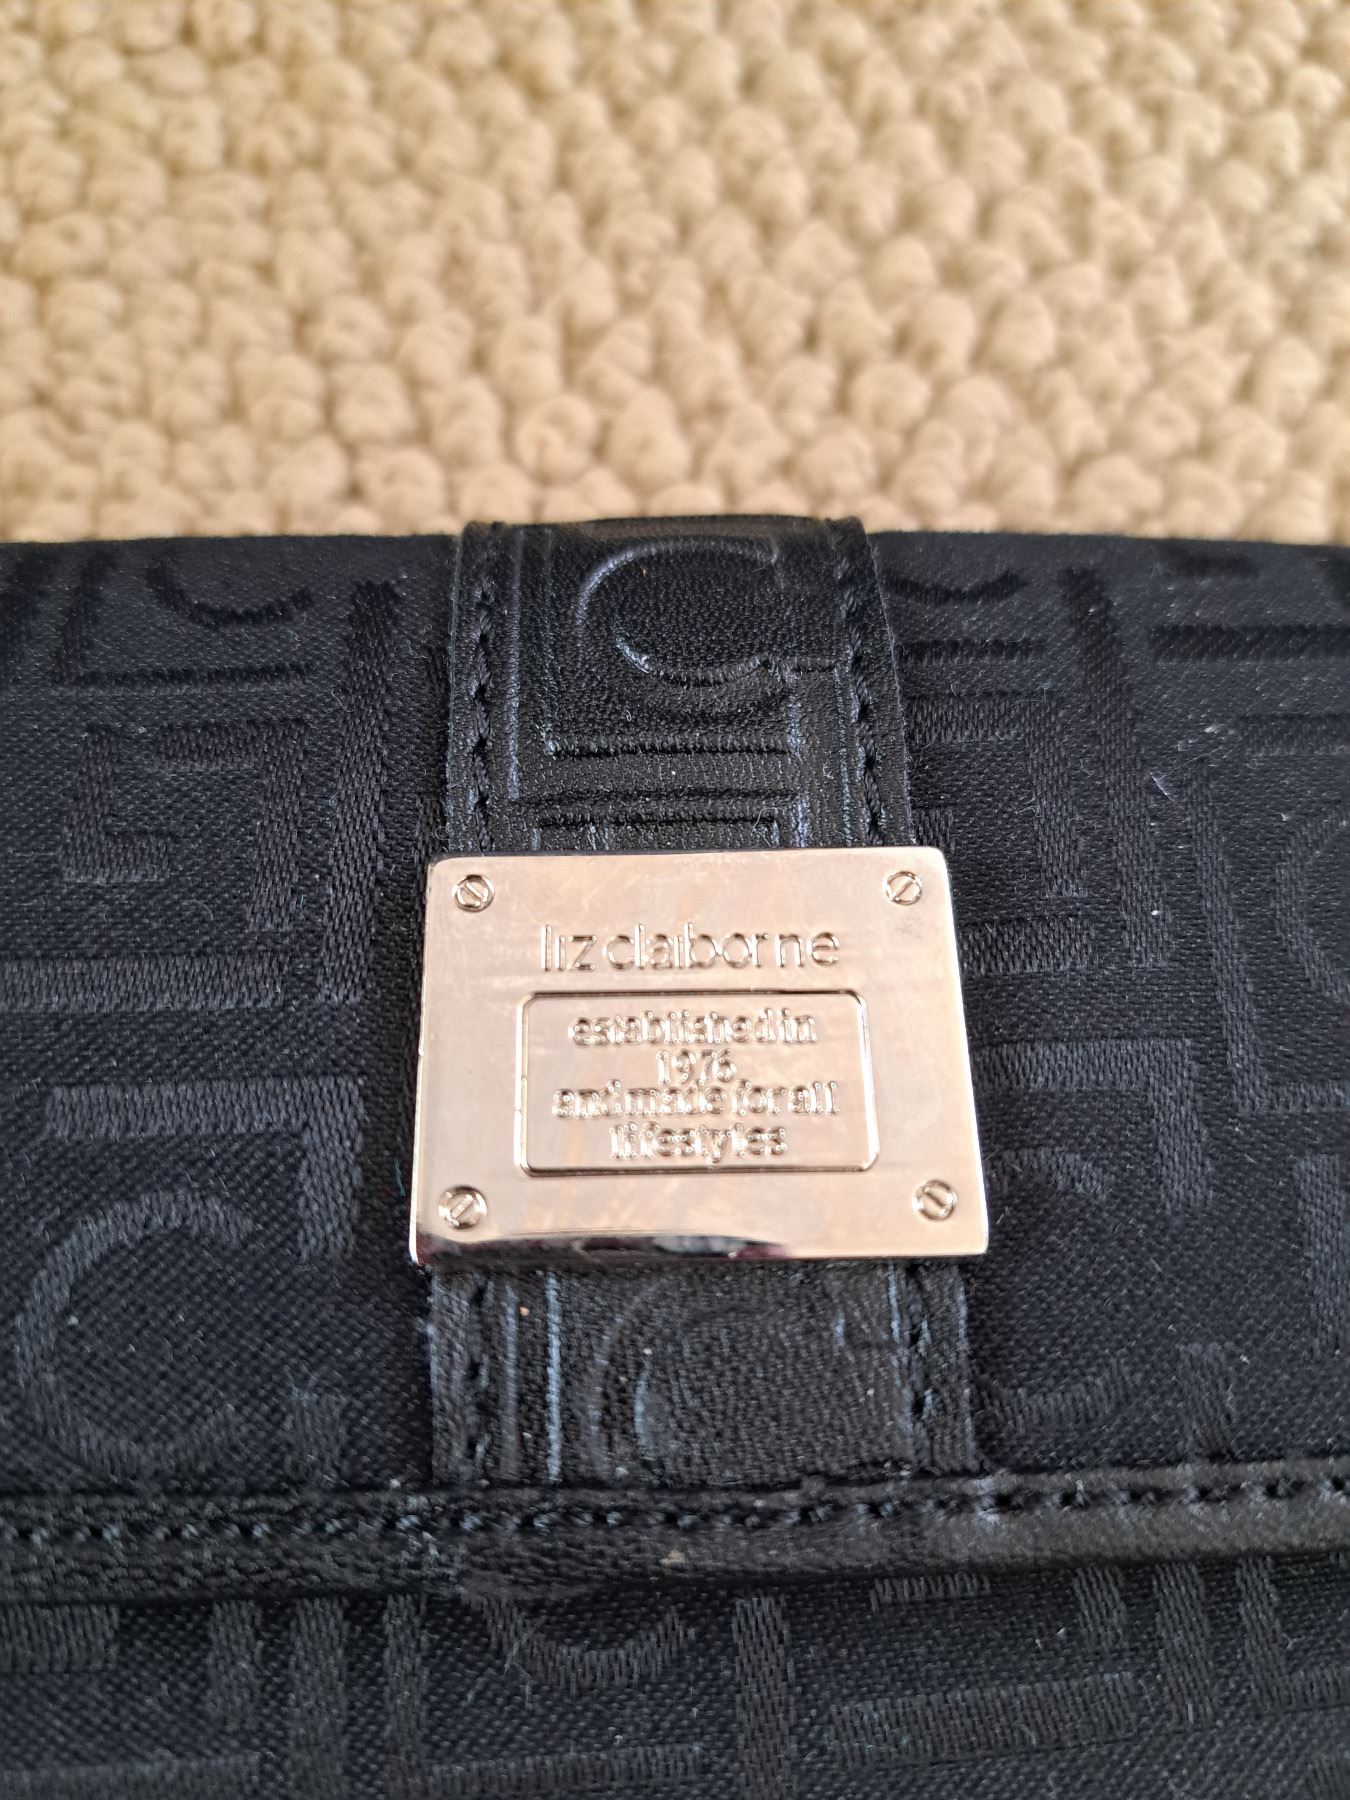 liz claiborne
established in
1976
and made for all
lifestyles